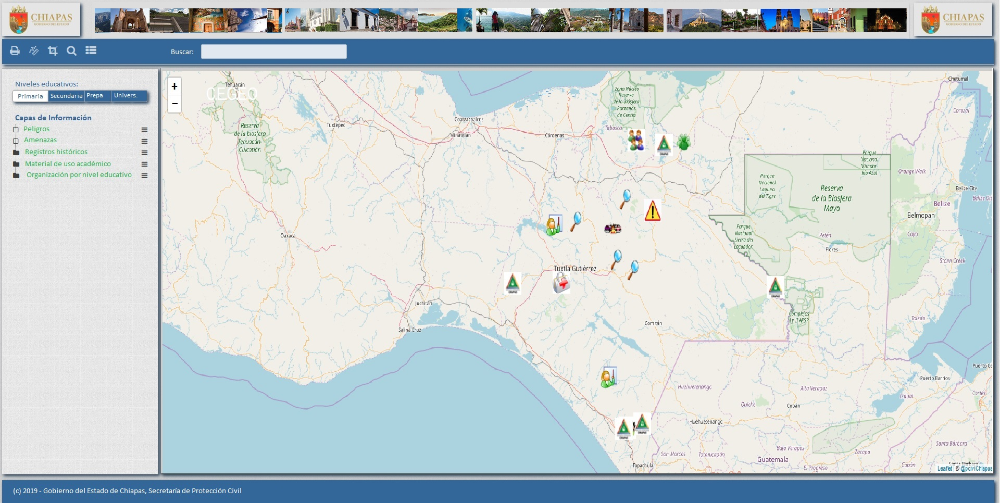 CHIAPAS
GOBIERNO DEL ESTADO
CHIAPAS
GOBIERNO DEL ESTADO
Buscar:
Niveles educativos:
Primaria Secundaria Prepa Univers.
Capas de Información
Peligros
Amenazas
Registros históricos
Material de uso académico
Organización por nivel educativo
+
−
CEGEO
Tehuacan
Reserva
de la biosfera
Tehuacán-
Cuicatlán
Tuxtepec
Coatzacoalcos
Minatitlán
Cárdenas
Tabasco
Zona Núcleo
Reserva
de la Biosfera
Pantanos
de Centla
Chetumal
Corozal
Orange Walk
Belize City
Belize
Belmopan
Cayo
Stann Creek
Toledo
Parque
Nacional
Mirador-
Río Azul
Parque
Nacional
Laguna
del Tigre
Reserva
de la Biosfera
Maya
Parque
Nacional
Sierra del
Lacandón
Petén
Flores
Oaxaca
Tuxtla Gutiérrez
Juchitán
Salina Cruz
Comitán
Complejos
Huehuetenango
Quiché
Alta Verapaz
Cobán
Izabal
Puerto Barrios
Puerto Co
Cortés
Huehuetenango
San Marcos
Totonicapán
Baja Verapaz
Guatemala
El Progreso
Zacapa
Copán
Santa Bárbara
Tapachula
Leaflet | © @pciviChiapas
(c) 2019 - Gobierno del Estado de Chiapas, Secretaría de Protección Civil